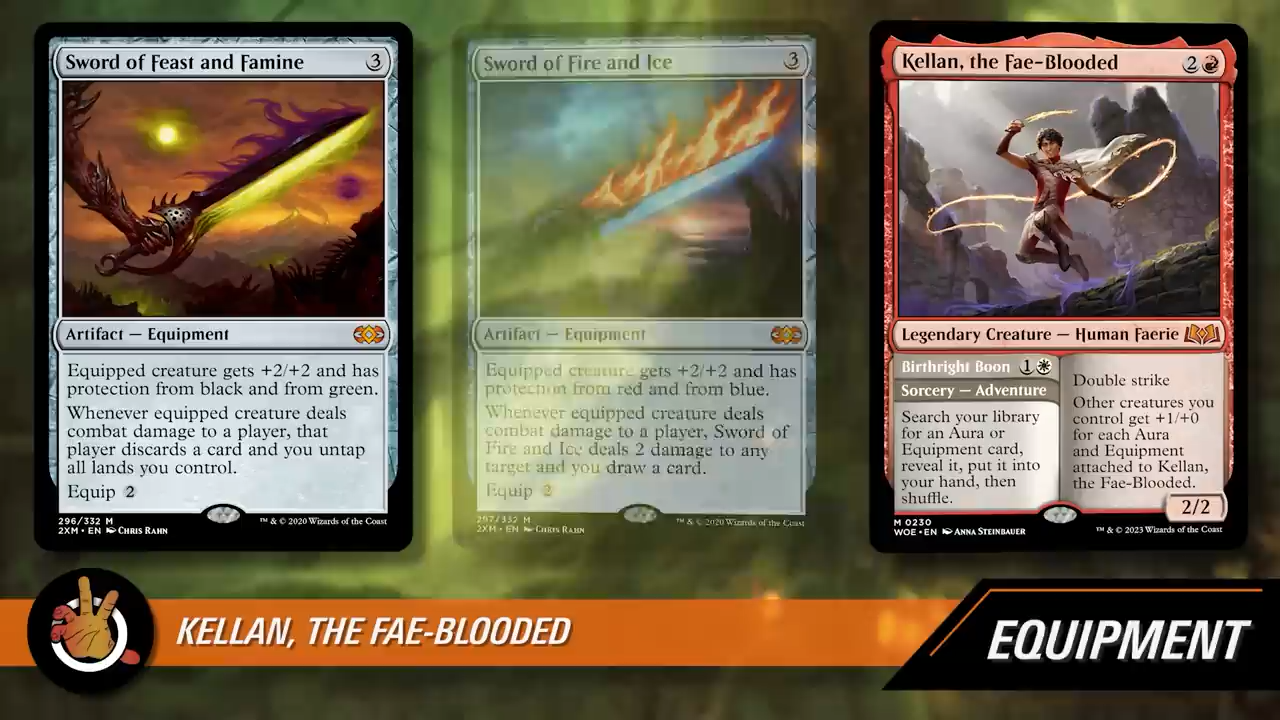 Sword of Feast and Famine 3
Artifact — Equipment
Equipped creature gets +2/+2 and has
protection from black and from green.
Whenever equipped creature deals
combat damage to a player, that
player discards a card and you untap
all lands you control.
Equip 2
296/332 M
2XM • EN CHRIS RAHN
™ & © 2020 Wizards of the Coast
Sword of Fire and Ice 3
Artifact — Equipment
Equipped creature gets +2/+2 and has
protection from red and from blue.
Whenever equipped creature deals
combat damage to a player, Sword of
Fire and Ice deals 2 damage to any
target and you draw a card.
Equip 2
297/332 M
2XM • EN CHRIS RAHN
™ & © 2020 Wizards of the Coast
Kellan, the Fae-Blooded 2
Legendary Creature — Human Faerie
Birthright Boon 1
Sorcery — Adventure
Search your library
for an Aura or
Equipment card,
reveal it, put it into
your hand, then
shuffle.
Double strike
Other creatures you
control get +1/+0
for each Aura
and Equipment
attached to Kellan,
the Fae-Blooded.
2/2
M 0230
WOE • EN ANNA STEINBAUER
™ & © 2023 Wizards of the Coast
KELLAN, THE FAE-BLOODED
EQUIPMENT